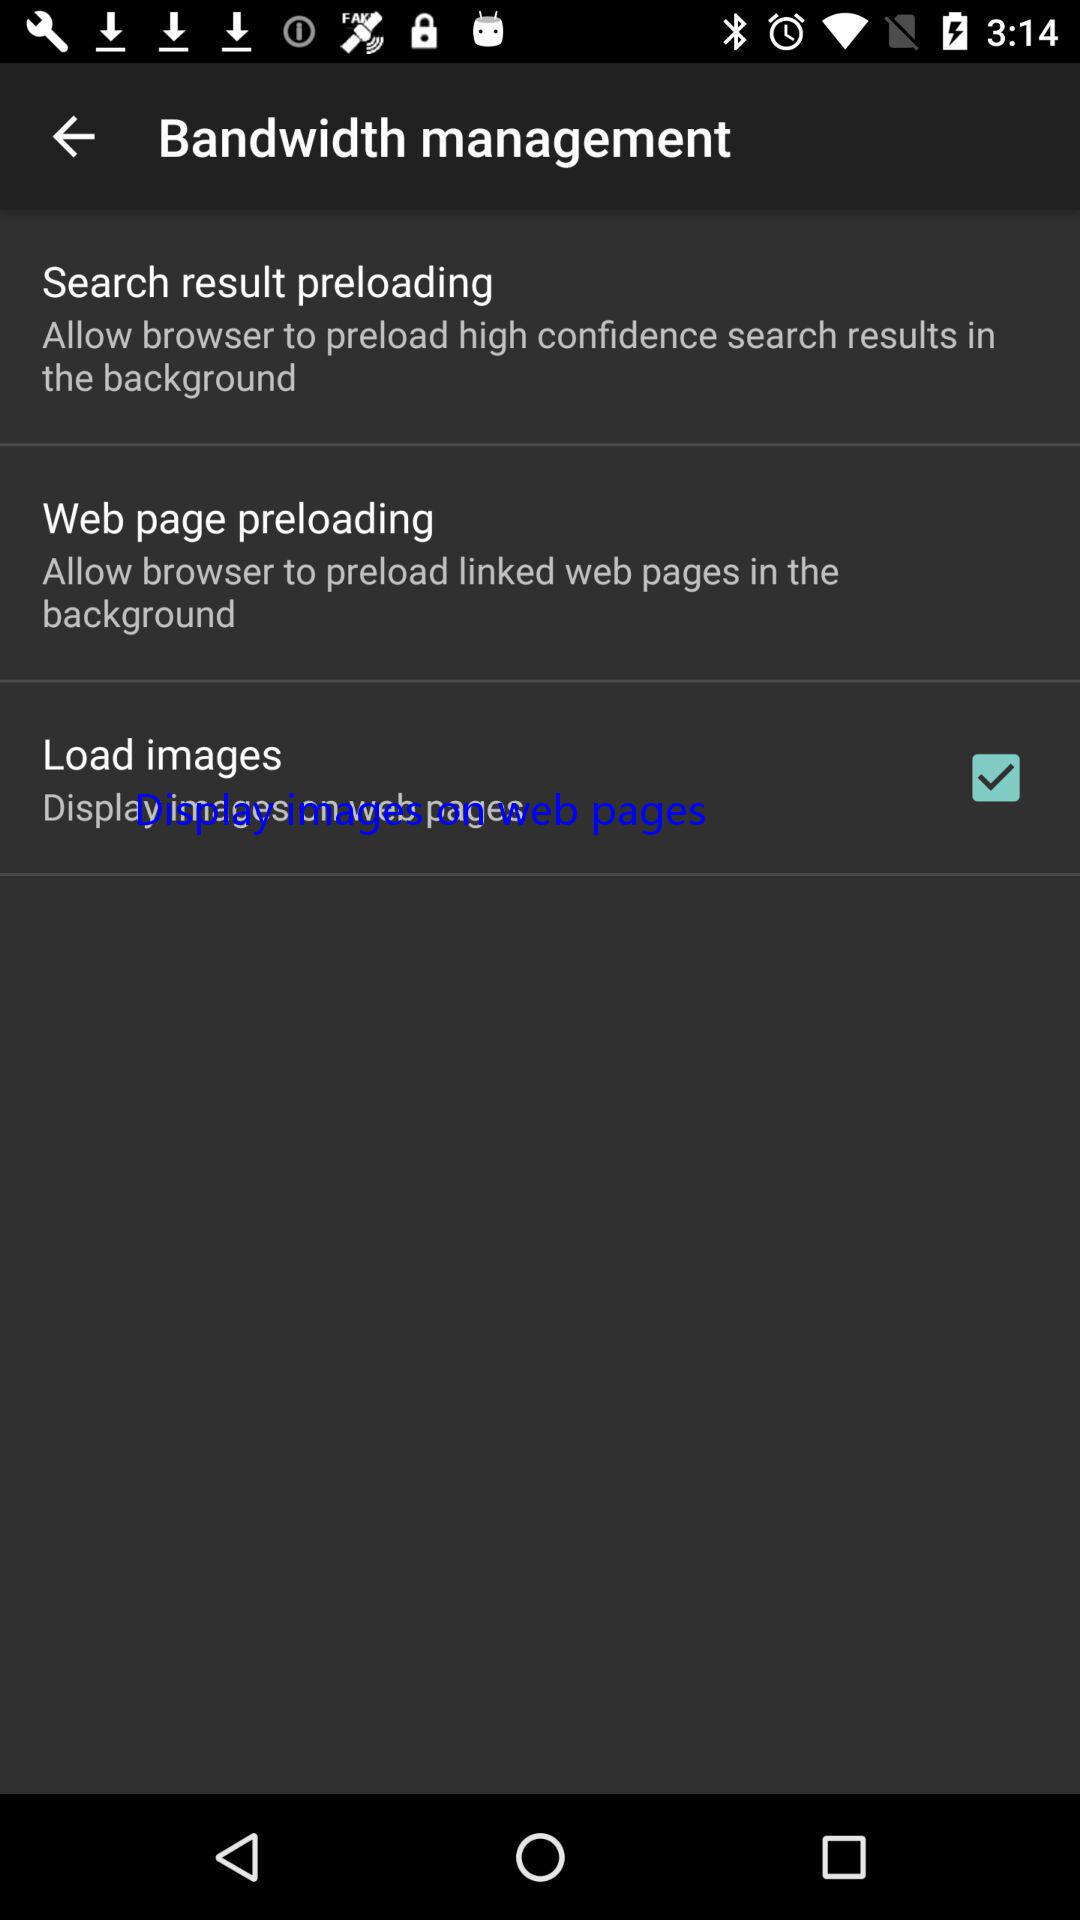 FAKE
3:14
Bandwidth management
Search result preloading
Allow browser to preload high confidence search results in
the background
Web page preloading
Allow browser to preload linked web pages in the
background
Load images
Display images on web pages
Display images on web pages